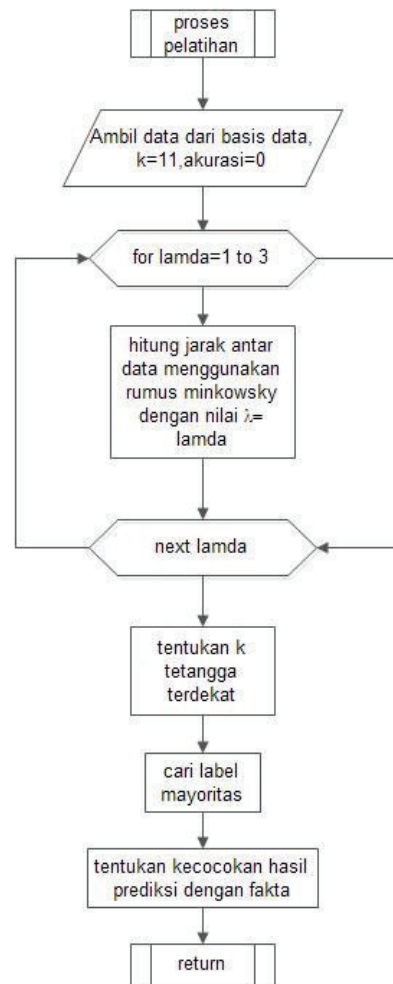 proses
pelatihan
Ambil data dari basis data,
k=11,akurasi=0
for lamda=1 to 3
hitung jarak antar
data menggunakan
rumus minkowsky
dengan nilai λ=
lamda
next lamda
tentukan k
tetangga
terdekat
cari label
mayoritas
tentukan kecocokan hasil
prediksi dengan fakta
return